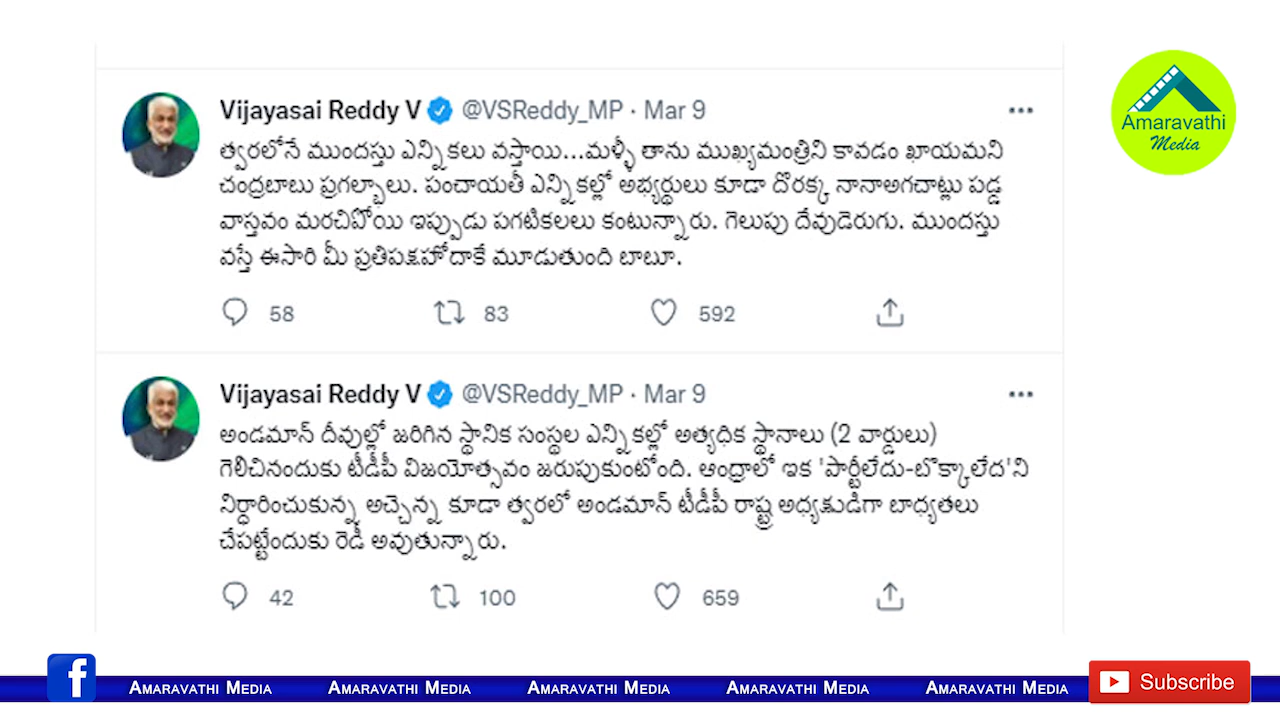 Vijayasai Reddy V @VSReddy_MP · Mar 9
త్వరలోనే ముందస్తు ఎన్నికలు వస్తాయి...మళ్ళీ తాను ముఖ్యమంత్రిని కావడం ఖాయమని
చంద్రబాబు ప్రగల్భాలు. పంచాయతీ ఎన్నికల్లో అభ్యర్థులు కూడా దొరక్క నానాఅగచాట్లు పడ్డ
వాస్తవం మరచిపోయి ఇప్పుడు పగటికలలు కంటున్నారు. గెలుపు దేవుడెరుగు. ముందస్తు
వస్తే ఈసారి మీ ప్రతిపక్షహోదాకే మూడుతుంది బాబూ.
58 83 592
Vijayasai Reddy V @VSReddy_MP · Mar 9
అండమాన్ దీవుల్లో జరిగిన స్థానిక సంస్థల ఎన్నికల్లో అత్యధిక స్థానాలు (2 వార్డులు)
గెలిచినందుకు టీడీపీ విజయోత్సవం జరుపుకుంటోంది. ఆంధ్రాలో ఇక 'పార్టీలేదు-బొక్కాలేద'ని
నిర్ధారించుకున్న అచ్చెన్న కూడా త్వరలో అండమాన్ టీడీపీ రాష్ట్ర అధ్యక్షుడిగా బాధ్యతలు
చేపట్టేందుకు రెడీ అవుతున్నారు.
42 100 659
Amaravathi
Media
f AMARAVATHI MEDIA AMARAVATHI MEDIA AMARAVATHI MEDIA AMARAVATHI MEDIA AMARAVATHI MEDIA Subscribe